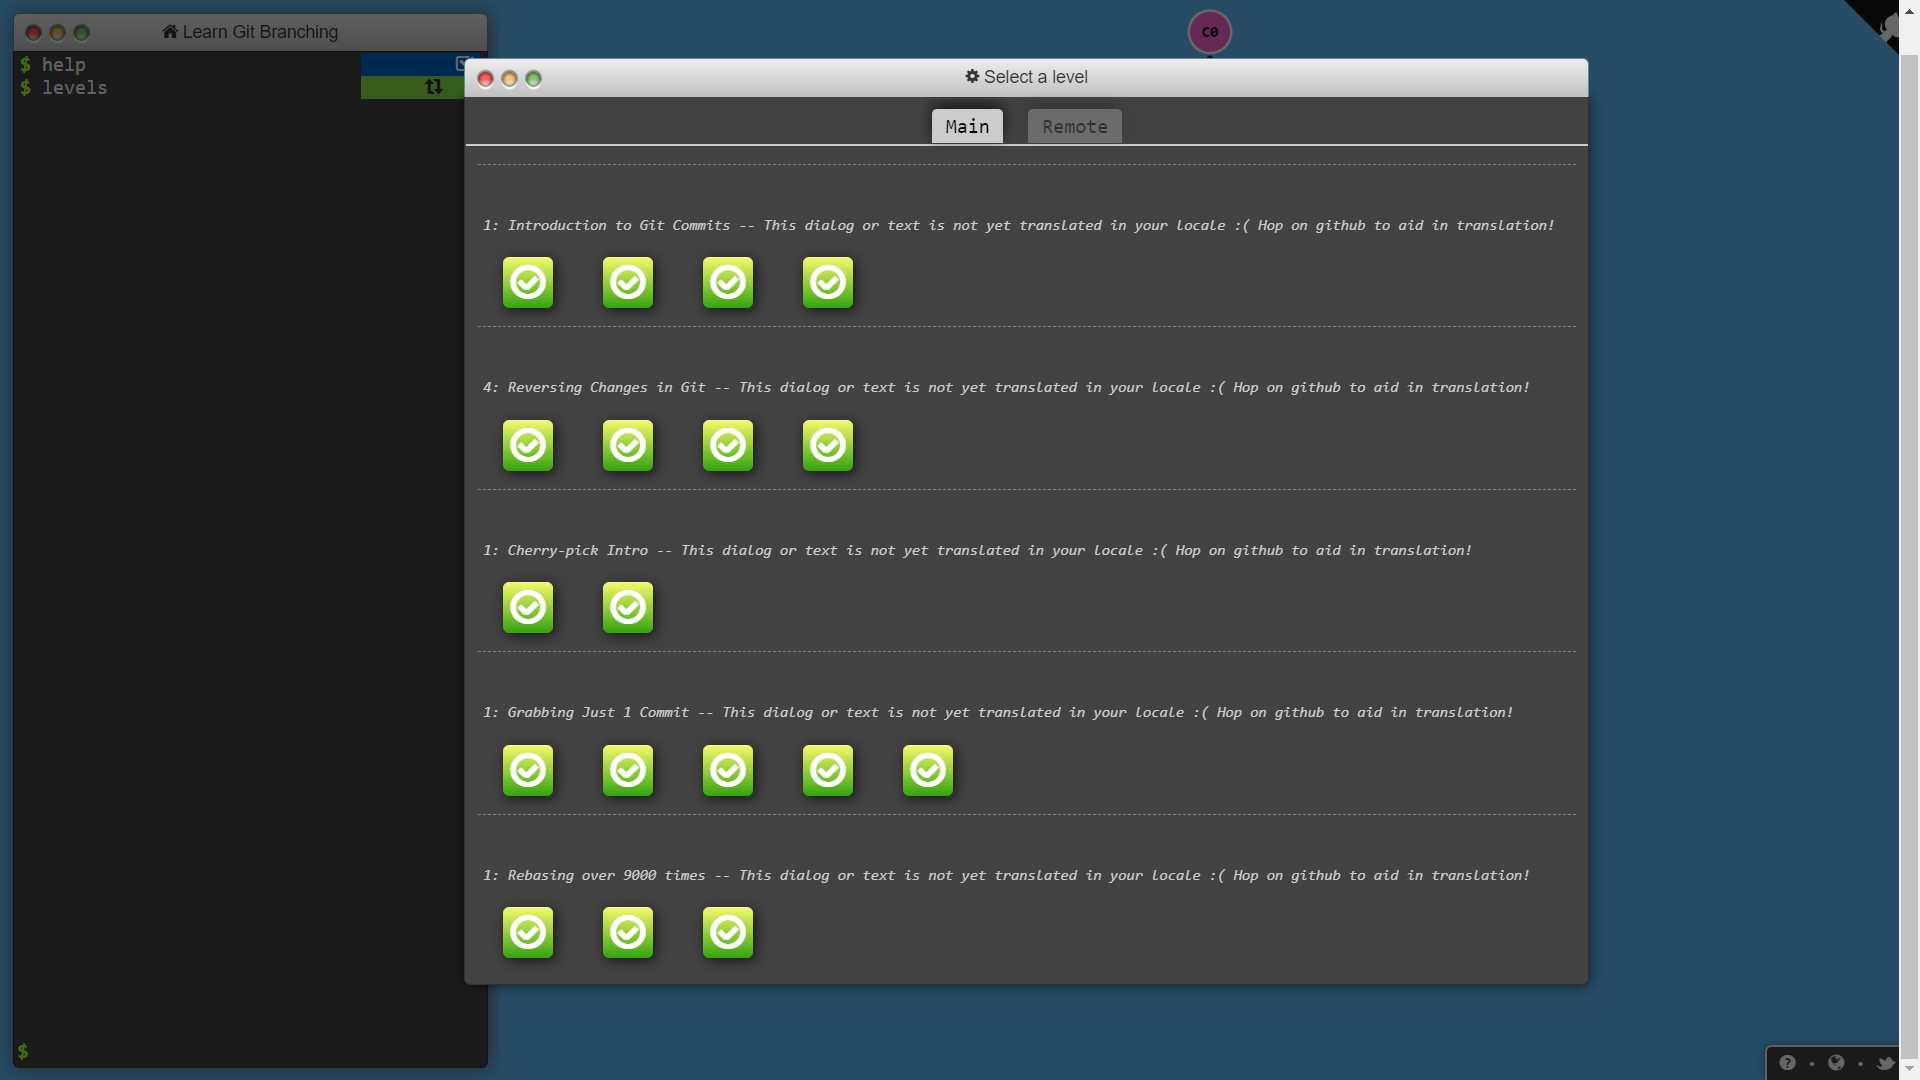 Learn Git Branching
$ help
$ levels
C0
Select a level
Main Remote
1: Introduction to Git Commits -- This dialog or text is not yet translated in your locale :( Hop on github to aid in translation!
4: Reversing Changes in Git -- This dialog or text is not yet translated in your locale :( Hop on github to aid in translation!
1: Cherry-pick Intro -- This dialog or text is not yet translated in your locale :( Hop on github to aid in translation!
1: Grabbing Just 1 Commit -- This dialog or text is not yet translated in your locale :( Hop on github to aid in translation!
1: Rebasing over 9000 times -- This dialog or text is not yet translated in your locale :( Hop on github to aid in translation!
$